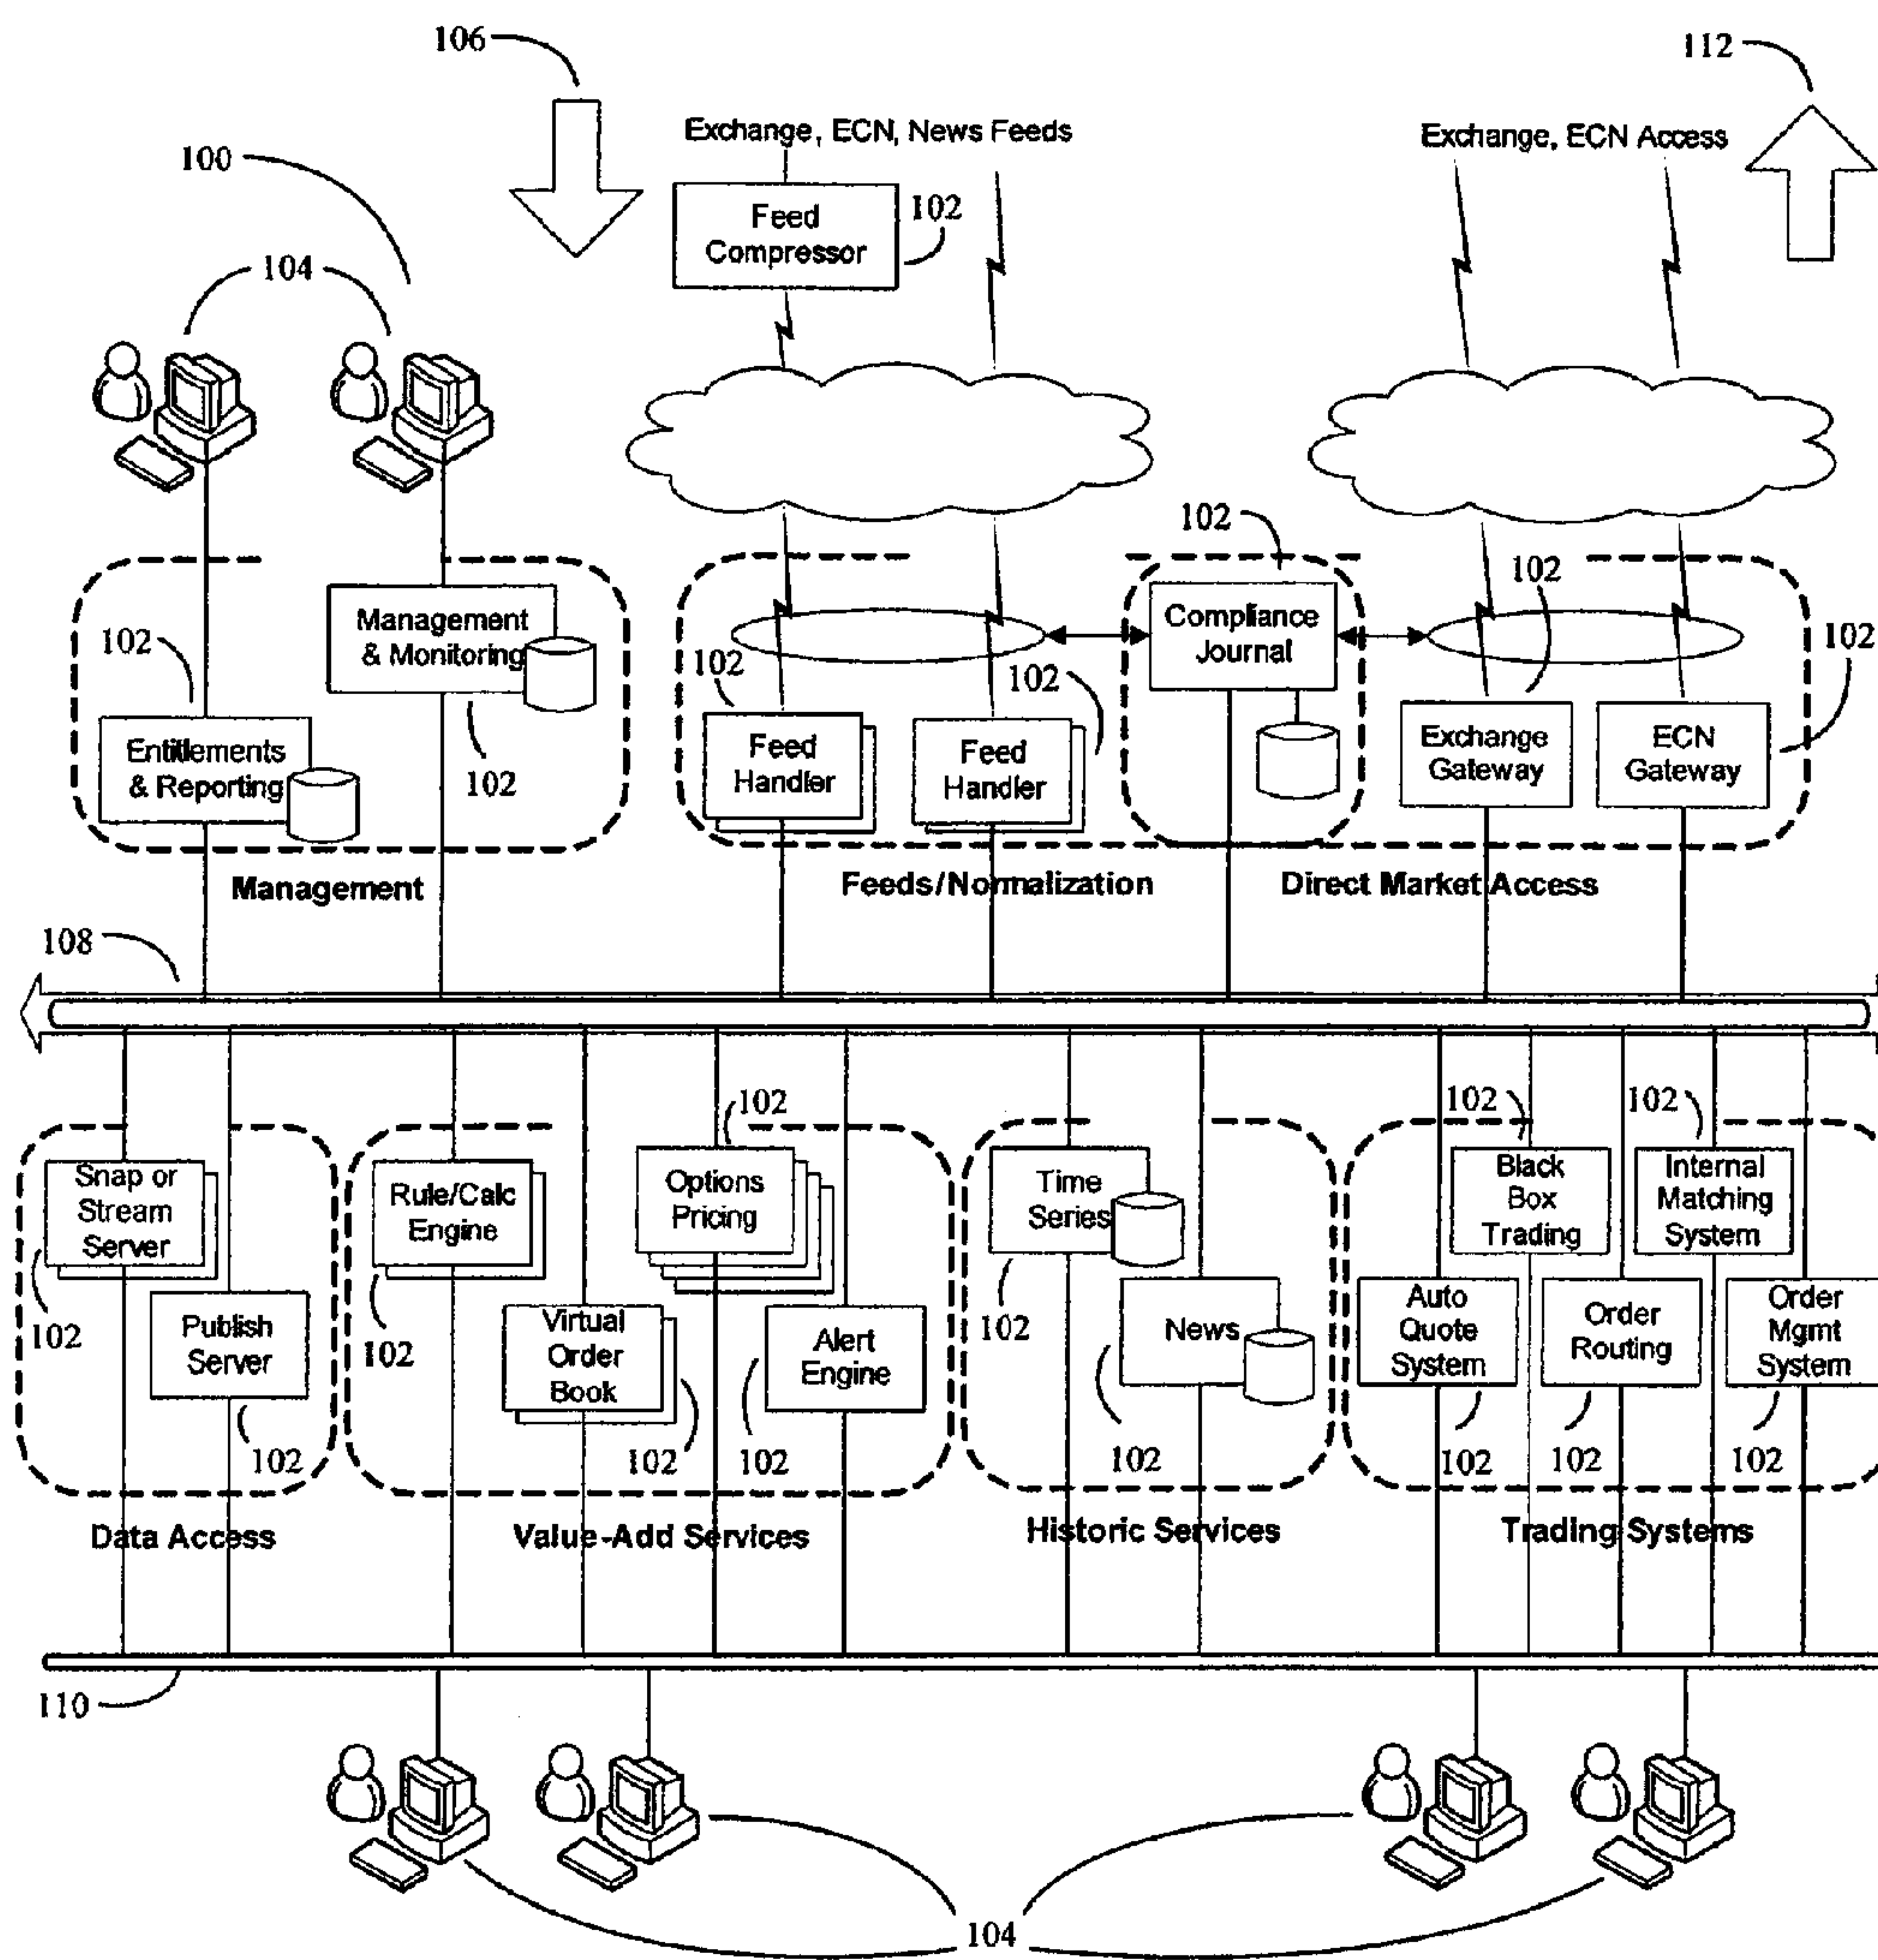 106
112
Exchange, ECN, News Feeds
Exchange, ECN Access
100
Feed
Compressor
102
104
102
102
Management
& Monitoring
Compliance
Journal
102
102
102
102
Entitlements
& Reporting
102
Feed
Handler
Feed
Handler
Exchange
Gateway
ECN
Gateway
Management
Feeds/Normalization
Direct Market Access
108
102
102
102
Snap or
Stream
Server
Rule/Calc
Engine
Options
Pricing
Time
Series
Black
Box
Trading
Internal
Matching
System
102
Publish
Server
102
Virtual
Order
Book
Alert
Engine
102
News
Auto
Quote
System
Order
Routing
Order
Mgmt
System
102
102
102
102
102
102
102
Data Access
Value-Add Services
Historic Services
Trading Systems
110
104